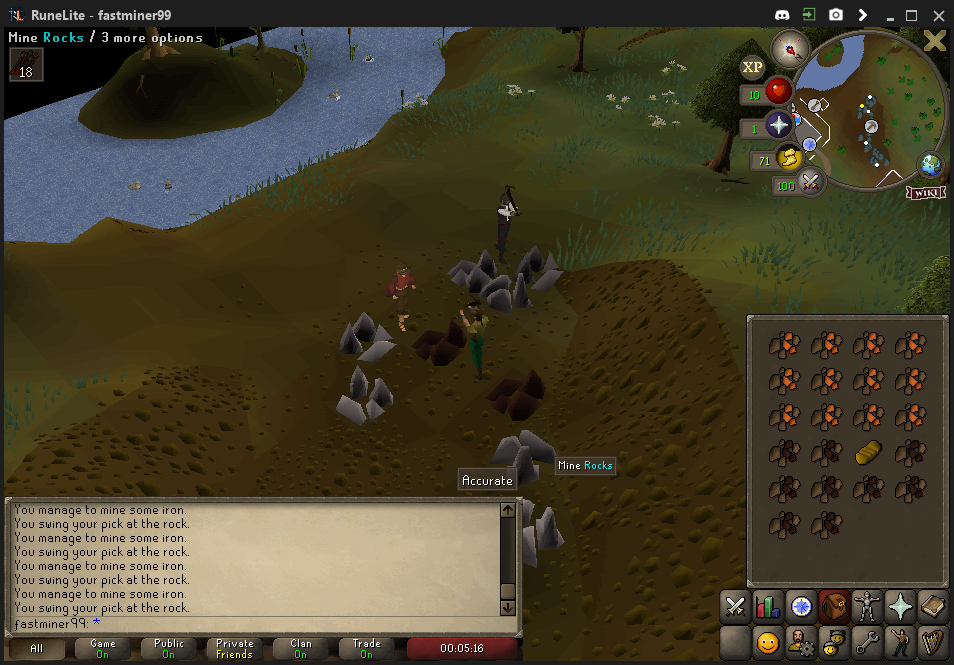 RuneLite - fastminer99
Mine Rocks / 3 more options
18
XP
10
1
71
100
WIKI
Mine Rocks
Accurate
You manage to mine some iron.
You swing your pick at the rock.
You manage to mine some iron.
You swing your pick at the rock.
You manage to mine some iron.
You swing your pick at the rock.
You manage to mine some iron.
You swing your pick at the rock.
fastminer99: *
All
Game
On
Public
On
Private
Friends
Clan
On
Trade
On
00:05:16